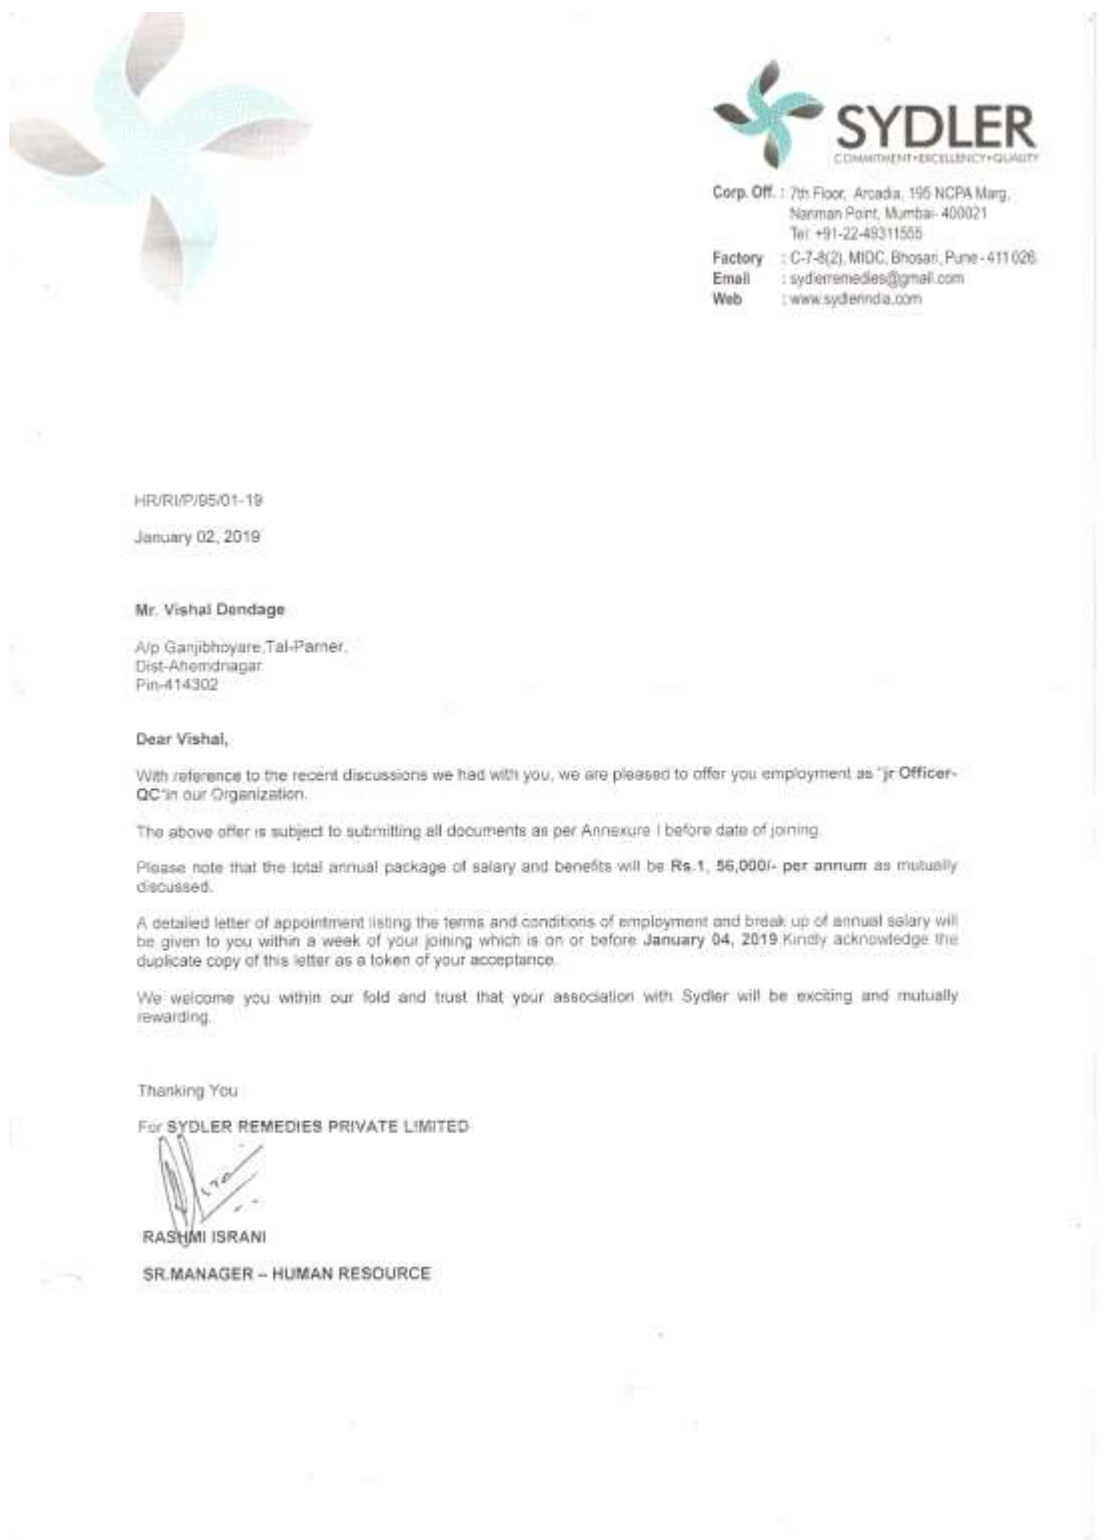 SYDLER
COMMITMENT•EXCELLENCY•QUALITY
Corp. Off. : 7th Floor, Arcadia, 195 NCPA Marg,
Nariman Point, Mumbai- 400021
Tel: +91-22-49311555
Factory : C-7-8(2), MIDC, Bhosari, Pune - 411 026.
Email : sydlerremedies@gmail.com
Web : www.sydlerindia.com
HR/RI/P/95/01-19
January 02, 2019
Mr. Vishal Dendage
A/p Ganjibhoyare,Tal-Parner,
Dist-Ahemdnagar
Pin-414302
Dear Vishal,
With reference to the recent discussions we had with you, we are pleased to offer you employment as "jr Officer-
QC"in our Organization.
The above offer is subject to submitting all documents as per Annexure I before date of joining.
Please note that the total annual package of salary and benefits will be Rs.1, 56,000/- per annum as mutually
discussed.
A detailed letter of appointment listing the terms and conditions of employment and break up of annual salary will
be given to you within a week of your joining which is on or before January 04, 2019.Kindly acknowledge the
duplicate copy of this letter as a token of your acceptance.
We welcome you within our fold and trust that your association with Sydler will be exciting and mutually
rewarding.
Thanking You
For SYDLER REMEDIES PRIVATE LIMITED
RASHMI ISRANI
SR.MANAGER – HUMAN RESOURCE